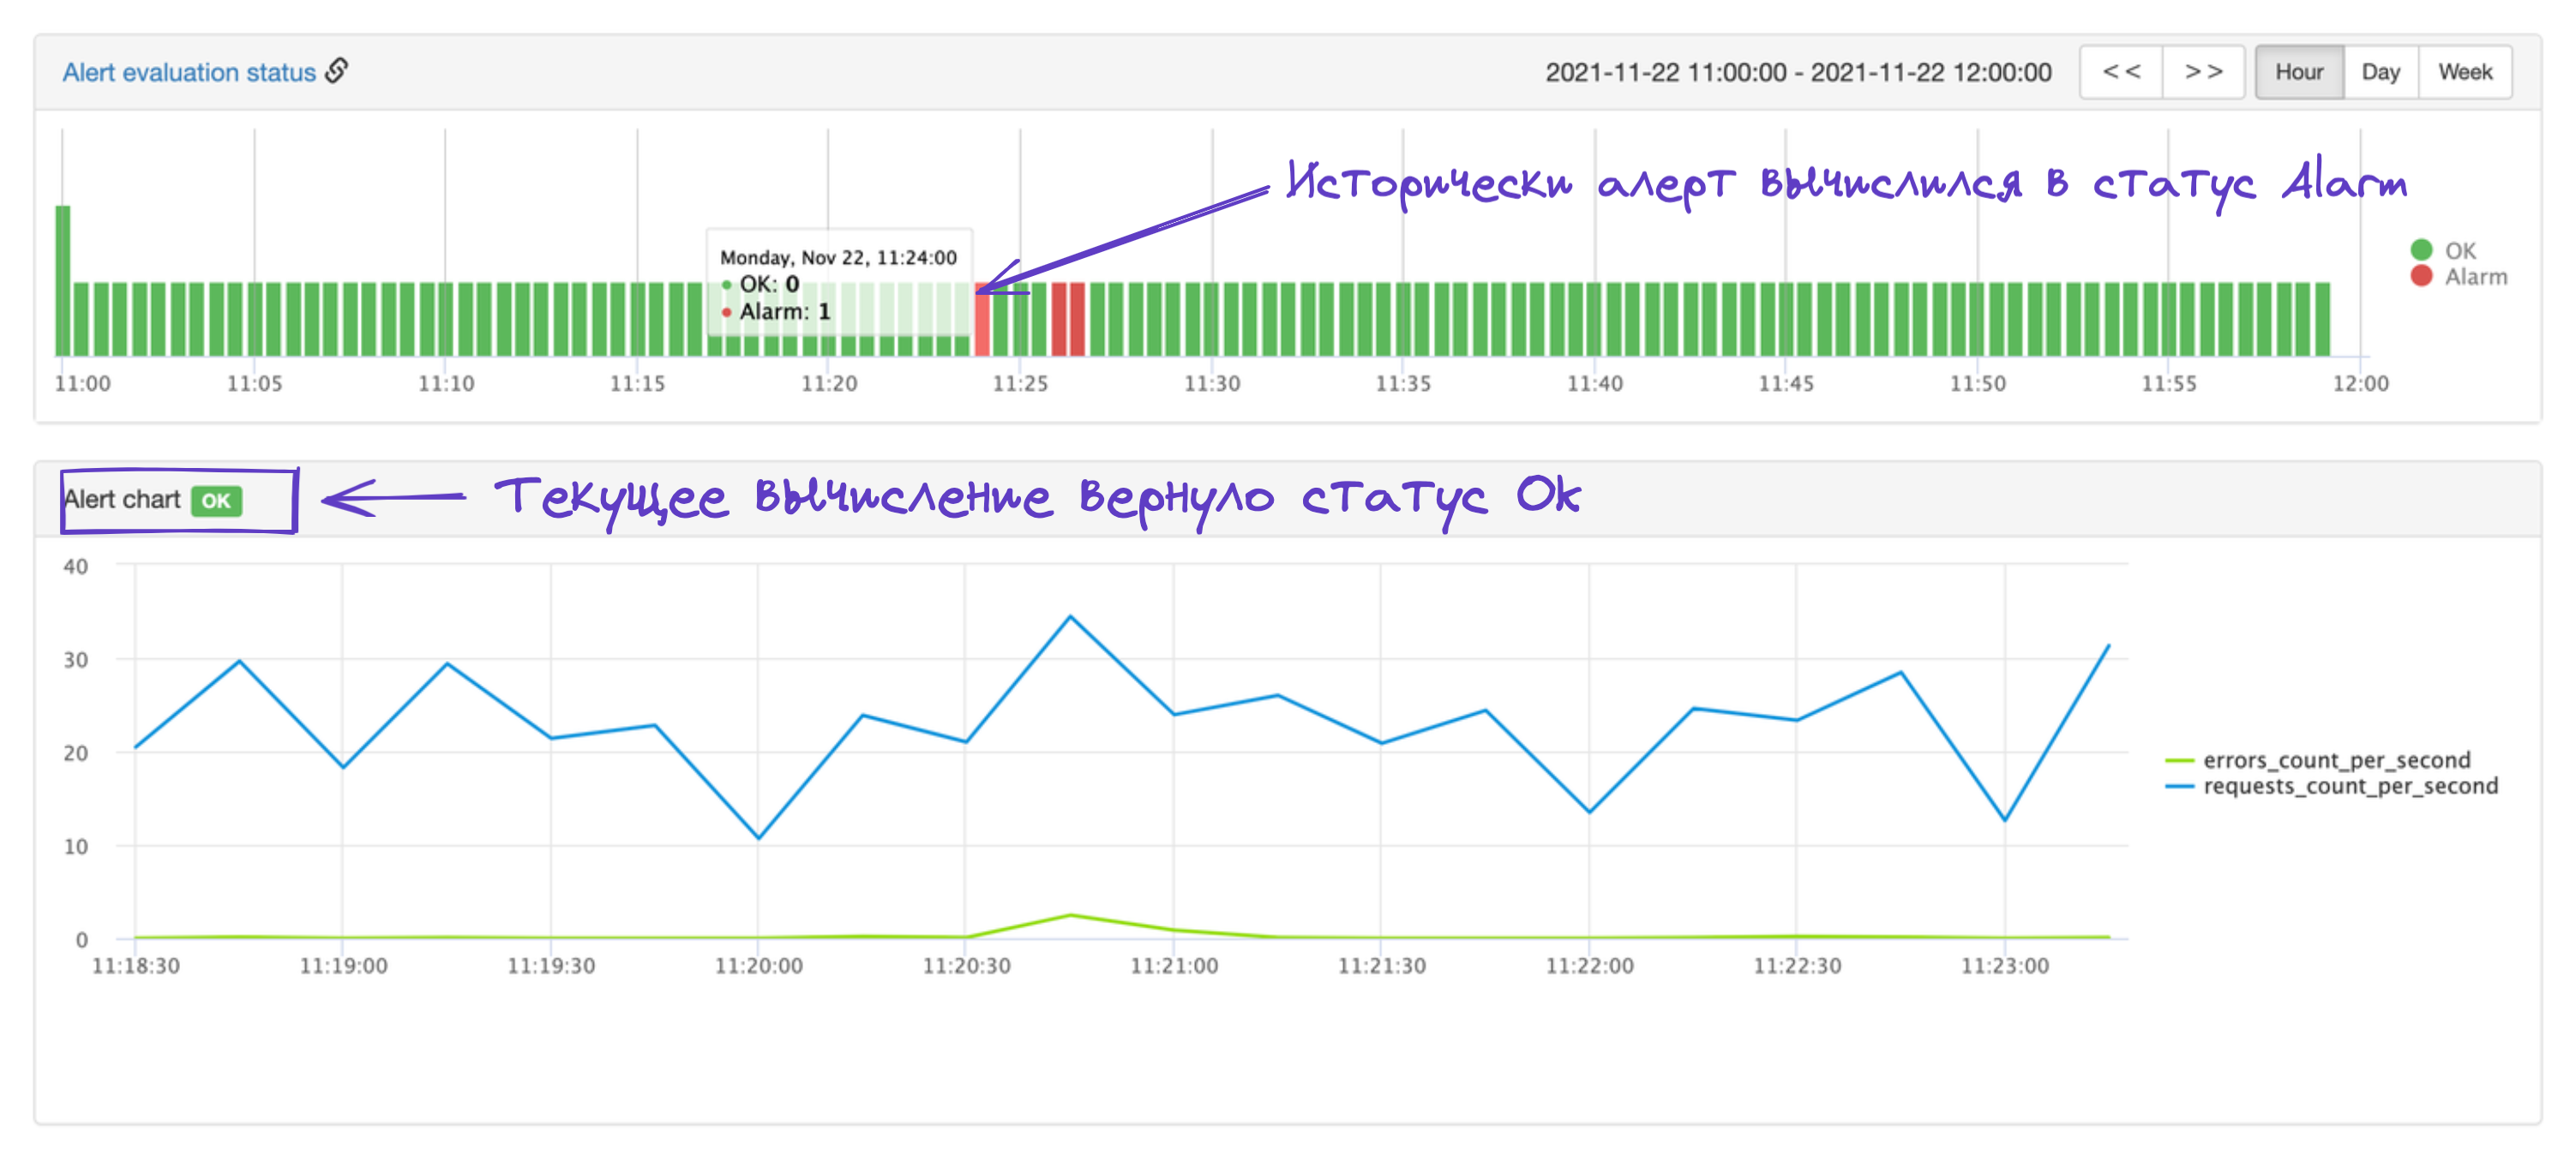 Alert evaluation status
2021-11-22 11:00:00 - 2021-11-22 12:00:00
<< >> Hour Day Week
Исторически алерт вычислился в статус Alarm
Monday, Nov 22, 11:24:00
OK: 0
Alarm: 1
OK
Alarm
11:00 11:05 11:10 11:15 11:20 11:25 11:30 11:35 11:40 11:45 11:50 11:55 12:00
Alert chart OK
Текущее вычисление вернуло статус Ok
40
30
20
10
0
errors_count_per_second
requests_count_per_second
11:18:30 11:19:00 11:19:30 11:20:00 11:20:30 11:21:00 11:21:30 11:22:00 11:22:30 11:23:00